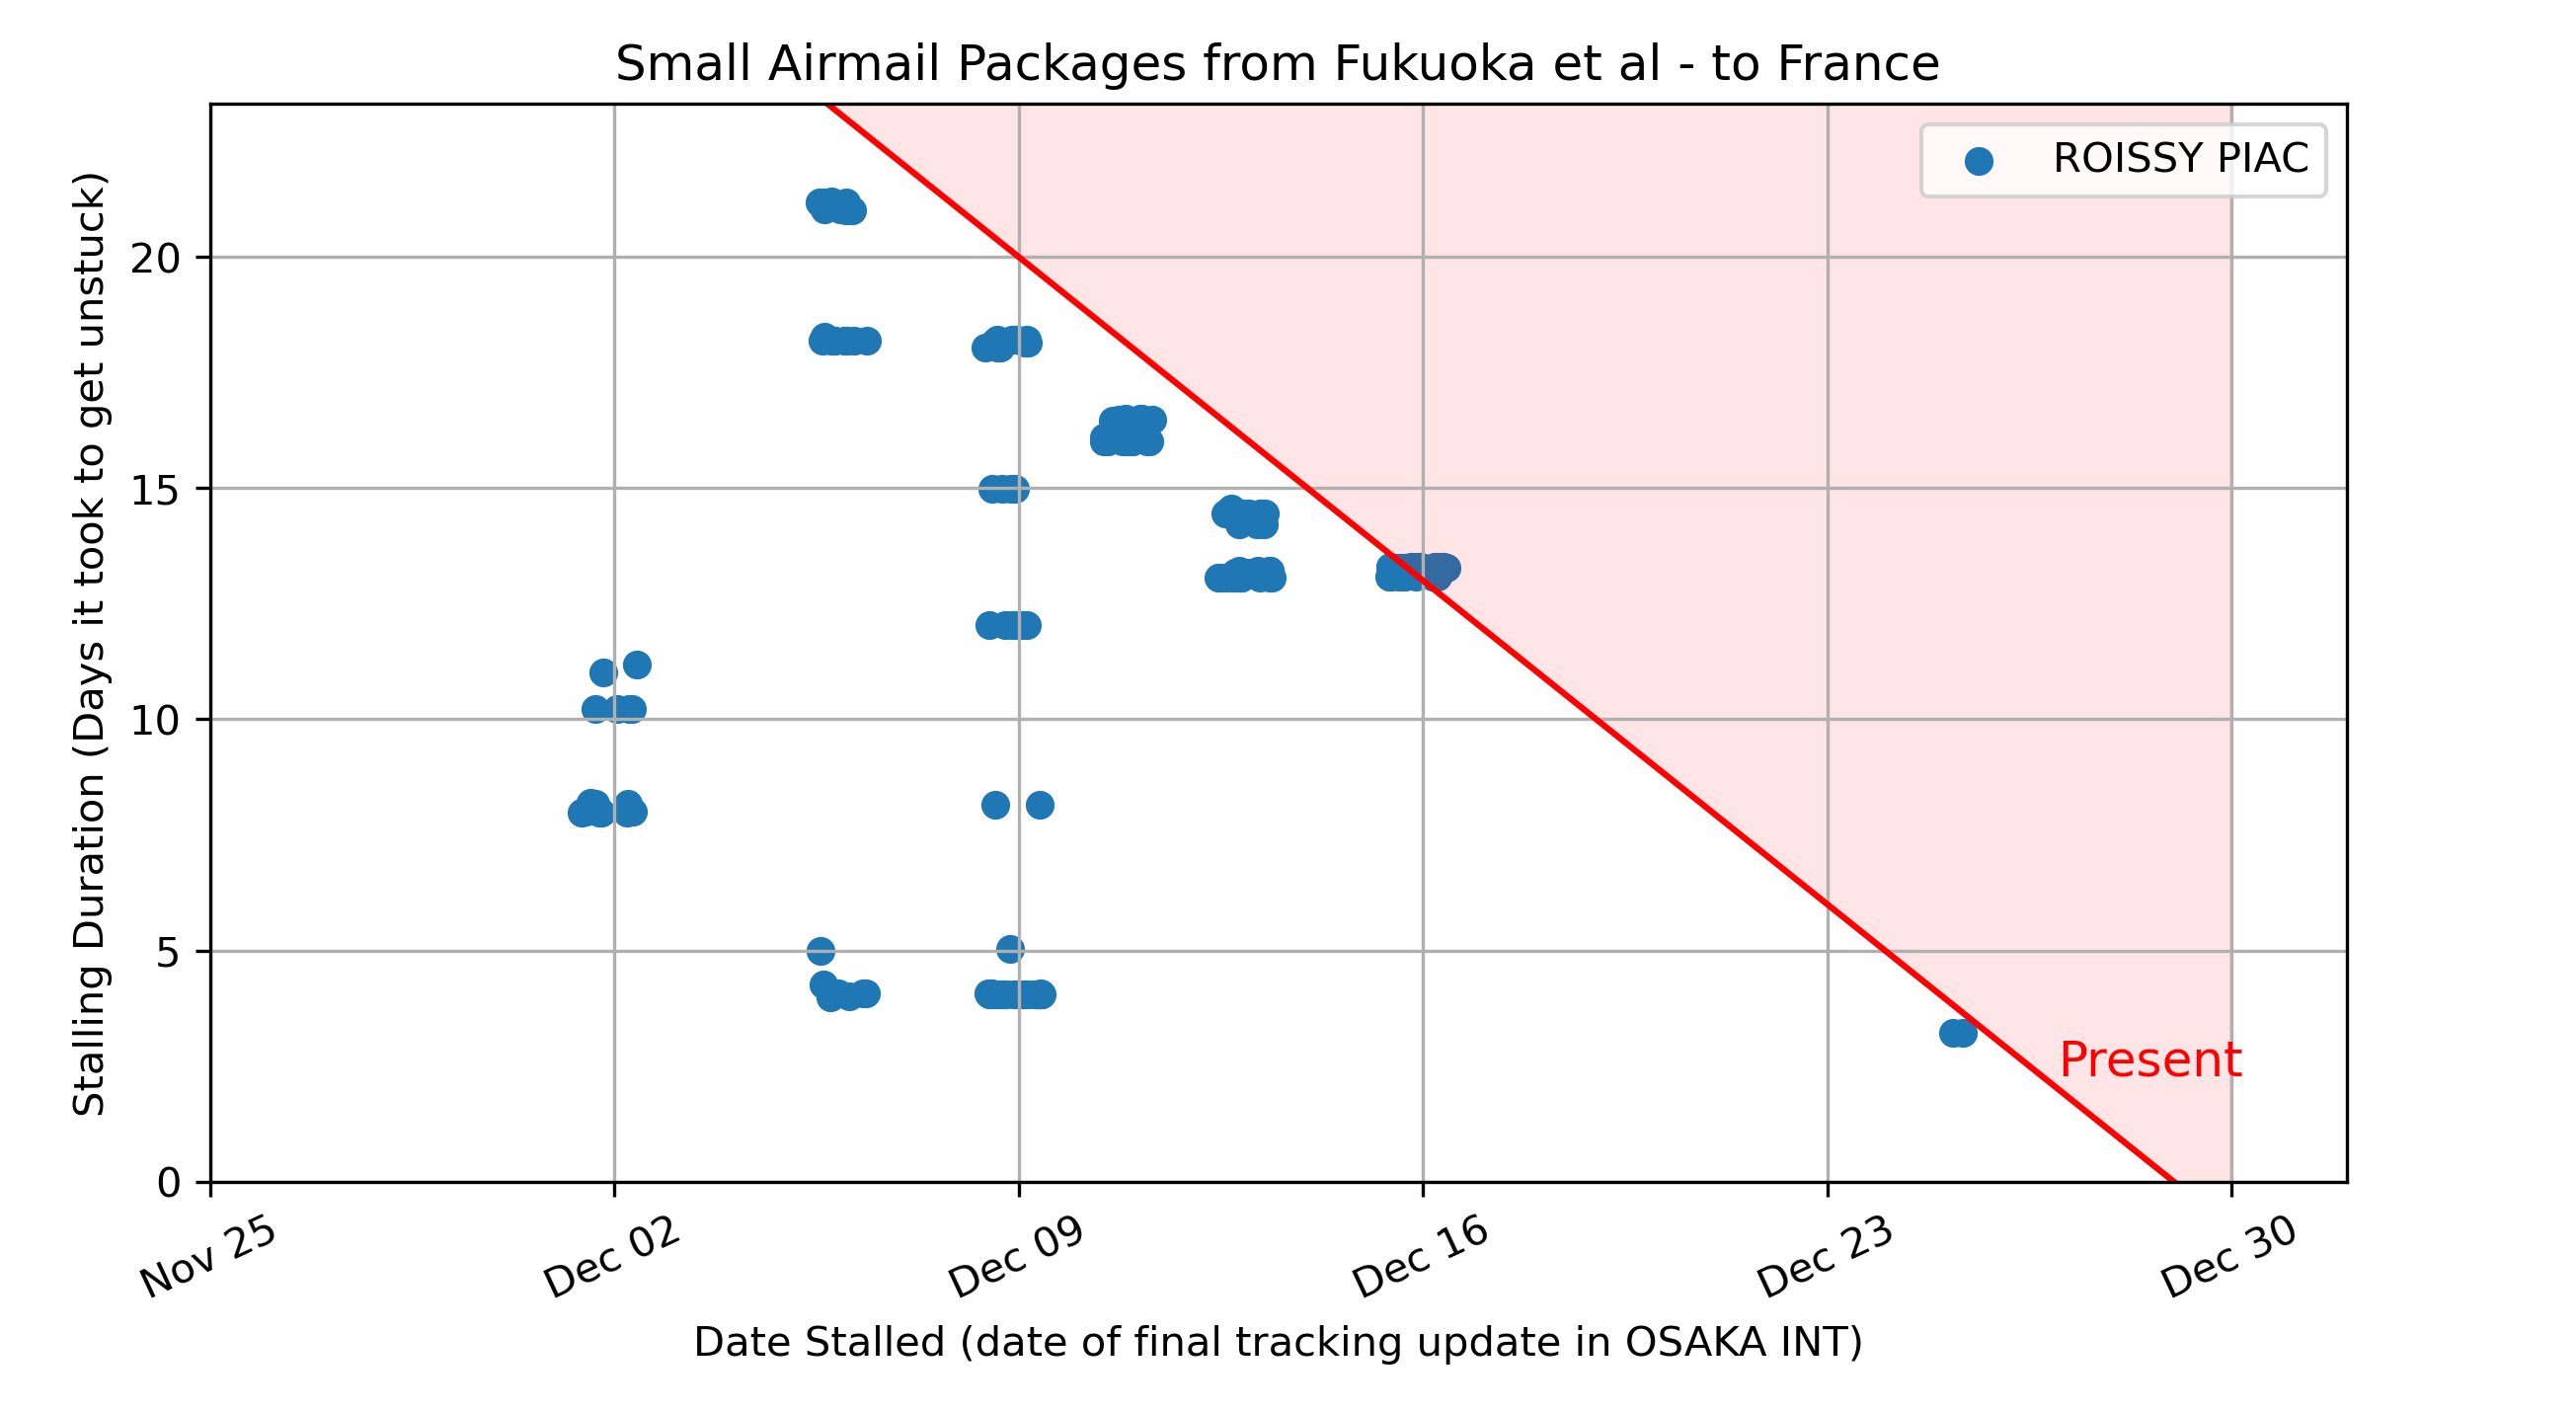 Small Airmail Packages from Fukuoka et al - to France
ROISSY PIAC
Stalling Duration (Days it took to get unstuck)
20
15
10
5
0
Present
Nov 25
Dec 02
Dec 09
Dec 16
Dec 23
Dec 30
Date Stalled (date of final tracking update in OSAKA INT)